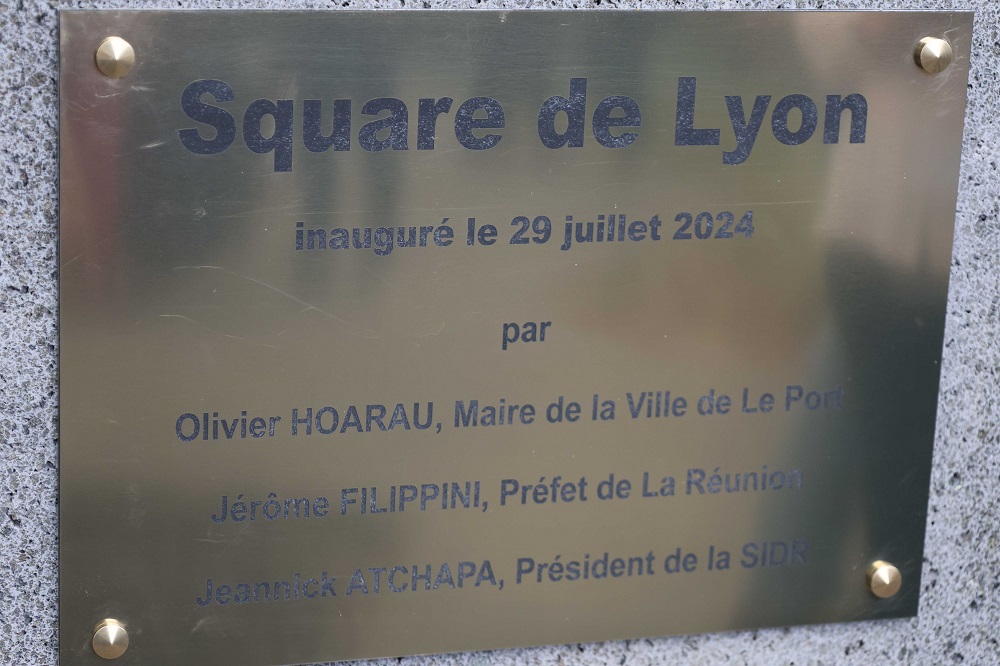 Square de Lyon
inauguré le 29 juillet 2024
par
Olivier HOARAU, Maire de la Ville de Le Port
Jérôme FILIPPINI, Préfet de La Réunion
Jeannick ATCHAPA, Président de la SIDR